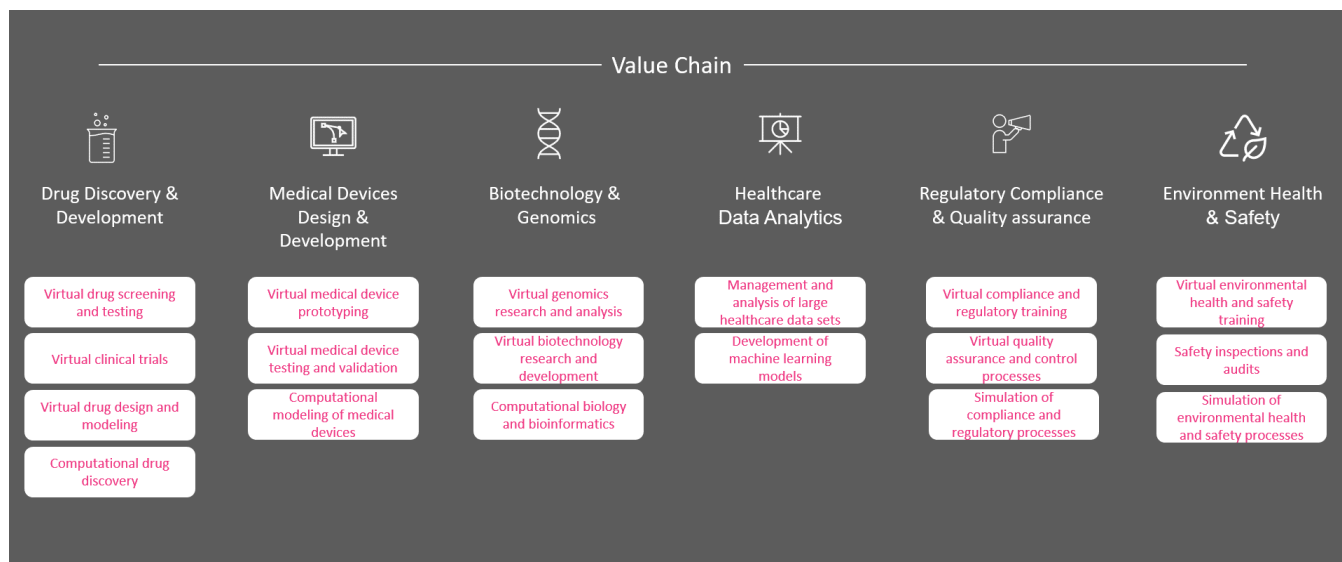 Value Chain
Drug Discovery &
Development
Virtual drug screening
and testing
Virtual clinical trials
Virtual drug design and
modeling
Computational drug
discovery
Medical Devices
Design &
Development
Virtual medical device
prototyping
Virtual medical device
testing and validation
Computational
modeling of medical
devices
Biotechnology &
Genomics
Virtual genomics
research and analysis
Virtual biotechnology
research and
development
Computational biology
and bioinformatics
Healthcare
Data Analytics
Management and
analysis of large
healthcare data sets
Development of
machine learning
models
Regulatory Compliance
& Quality assurance
Virtual compliance and
regulatory training
Virtual quality
assurance and control
processes
Simulation of
compliance and
regulatory processes
Environment Health
& Safety
Virtual environmental
health and safety
training
Safety inspections and
audits
Simulation of
environmental health
and safety processes